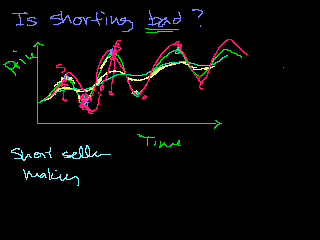 Is shorting bad?
Price
S
S
S
Time
Short seller
making